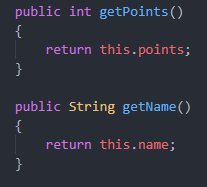 public int getPoints()
{
    return this.points;
}

public String getName()
{
    return this.name;
}